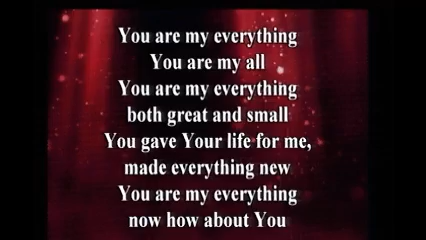 You are my everything
You are my all
You are my everything
both great and small
You gave Your life for me,
made everything new
You are my everything
now how about You